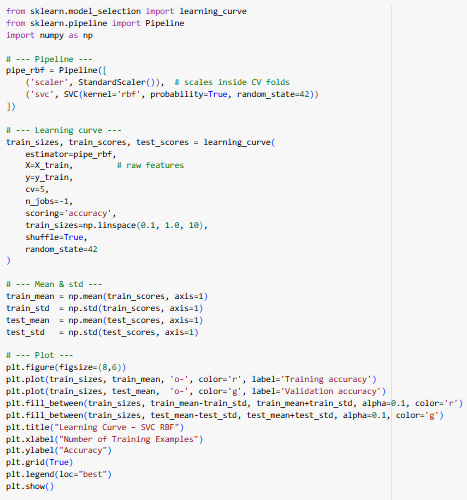 from sklearn.model_selection import learning_curve
from sklearn.pipeline import Pipeline
import numpy as np

# --- Pipeline ---
pipe_rbf = Pipeline([
    ('scaler', StandardScaler()),  # scales inside CV folds
    ('svc', SVC(kernel='rbf', probability=True, random_state=42))
])

# --- Learning curve ---
train_sizes, train_scores, test_scores = learning_curve(
    estimator=pipe_rbf,
    X=X_train,         # raw features
    y=y_train,
    cv=5,
    n_jobs=-1,
    scoring='accuracy',
    train_sizes=np.linspace(0.1, 1.0, 10),
    shuffle=True,
    random_state=42
)

# --- Mean & std ---
train_mean = np.mean(train_scores, axis=1)
train_std  = np.std(train_scores, axis=1)
test_mean  = np.mean(test_scores, axis=1)
test_std   = np.std(test_scores, axis=1)

# --- Plot ---
plt.figure(figsize=(8,6))
plt.plot(train_sizes, train_mean, 'o-', color='r', label='Training accuracy')
plt.plot(train_sizes, test_mean,  'o-', color='g', label='Validation accuracy')
plt.fill_between(train_sizes, train_mean-train_std, train_mean+train_std, alpha=0.1, color='r')
plt.fill_between(train_sizes, test_mean-test_std, test_mean+test_std, alpha=0.1, color='g')
plt.title("Learning Curve – SVC RBF")
plt.xlabel("Number of Training Examples")
plt.ylabel("Accuracy")
plt.grid(True)
plt.legend(loc="best")
plt.show()